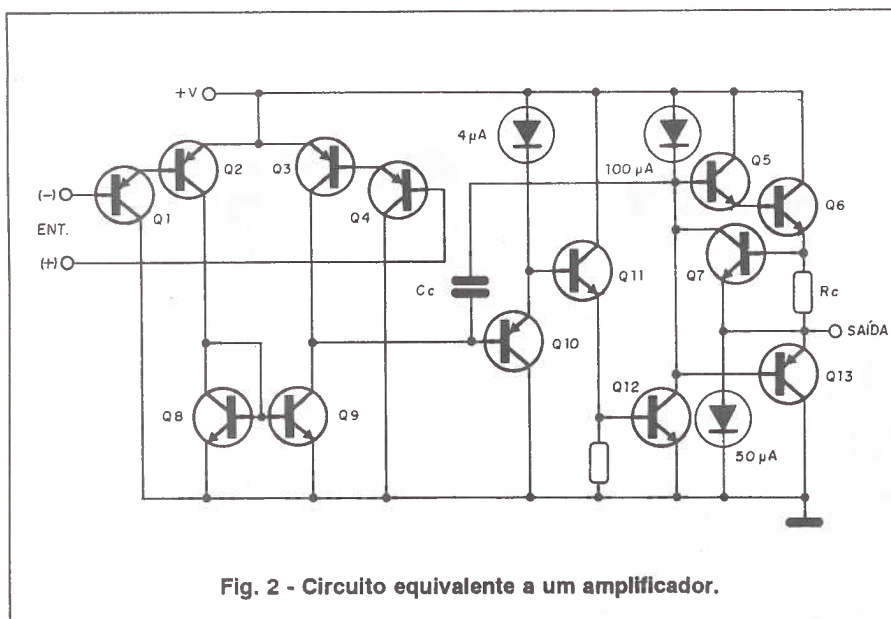 +V
4µA
100µA
Q5
Q6
Q2
Q3
Q1
Q4
(-)
ENT.
(+)
Q7
Q11
Rc
Cc
SAÍDA
Q10
Q12
Q13
Q8
Q9
50µA
Fig. 2 - Circuito equivalente a um amplificador.